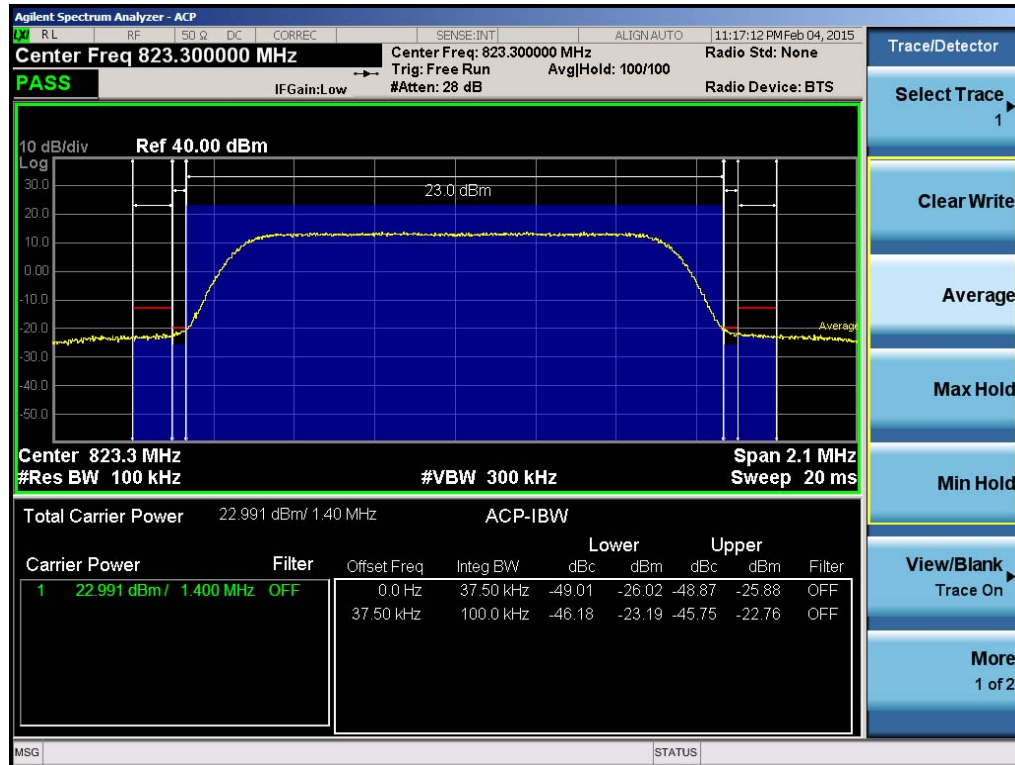 Agilent Spectrum Analyzer - ACP
LXI RL RF 50 Ω DC CORREC SENSE:INT ALIGN AUTO 11:17:12 PM Feb 04, 2015
Center Freq 823.300000 MHz
Center Freq: 823.300000 MHz
Radio Std: None
Trig: Free Run Avg|Hold: 100/100
PASS
IFGain:Low
#Atten: 28 dB
Radio Device: BTS
10 dB/div
Ref 40.00 dBm
Log
30.0
23.0 dBm
20.0
10.0
0.00
-10.0
-20.0
Average
-30.0
-40.0
-50.0
Center 823.3 MHz
Span 2.1 MHz
#Res BW 100 kHz
#VBW 300 kHz
Sweep 20 ms
Total Carrier Power 22.991 dBm/ 1.40 MHz
ACP-IBW
Lower Upper
Carrier Power Filter
Offset Freq Integ BW dBc dBm dBc dBm Filter
1 22.991 dBm / 1.400 MHz OFF
0.0 Hz 37.50 kHz -49.01 -26.02 -48.87 -25.88 OFF
37.50 kHz 100.0 kHz -46.18 -23.19 -45.75 -22.76 OFF
MSG
STATUS
Trace/Detector
Select Trace
1
Clear Write
Average
Max Hold
Min Hold
View/Blank
Trace On
More
1 of 2